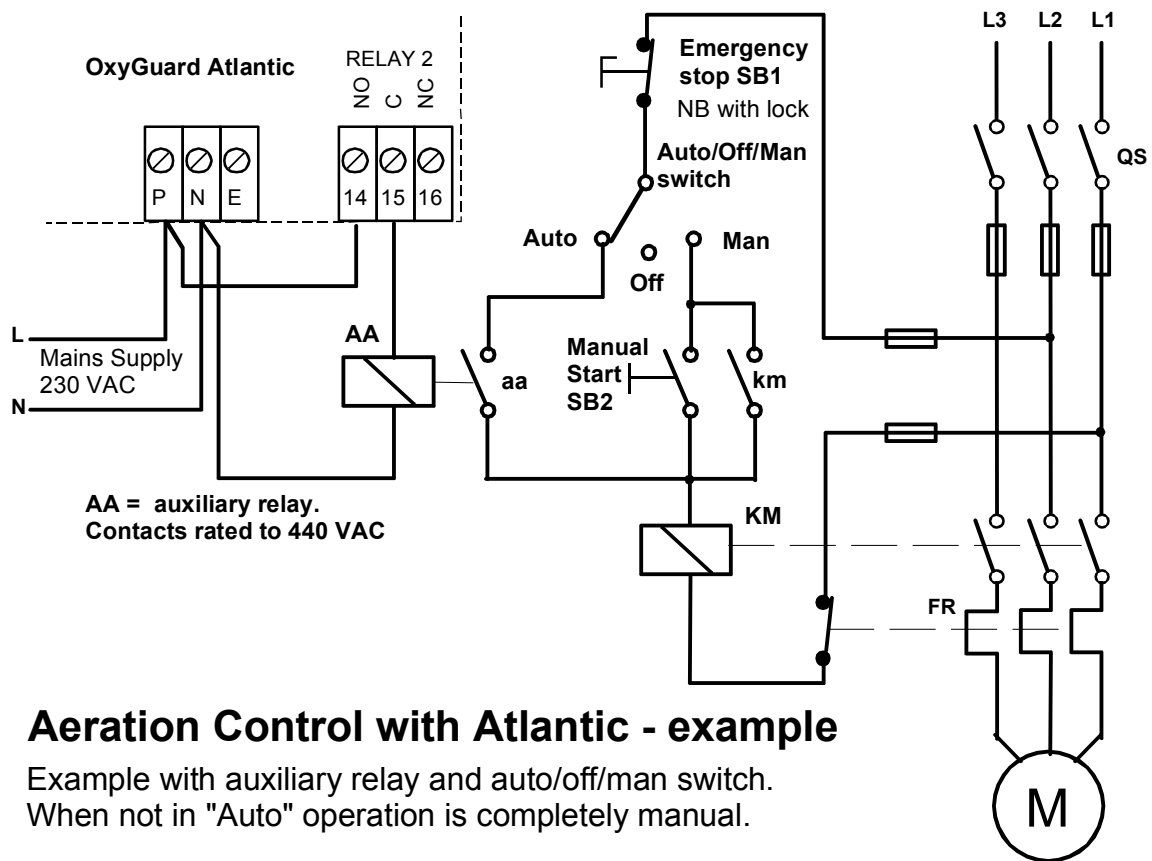 L3 L2 L1
OxyGuard Atlantic
RELAY 2
NO C NC
Emergency
stop SB1
NB with lock
Auto/Off/Man
switch
QS
P N E
14 15 16
Auto
Off
Man
L
Mains Supply
230 VAC
N
AA
aa
Manual
Start
SB2
km
AA = auxiliary relay.
Contacts rated to 440 VAC
KM
FR
Aeration Control with Atlantic - example
Example with auxiliary relay and auto/off/man switch.
When not in "Auto" operation is completely manual.
M